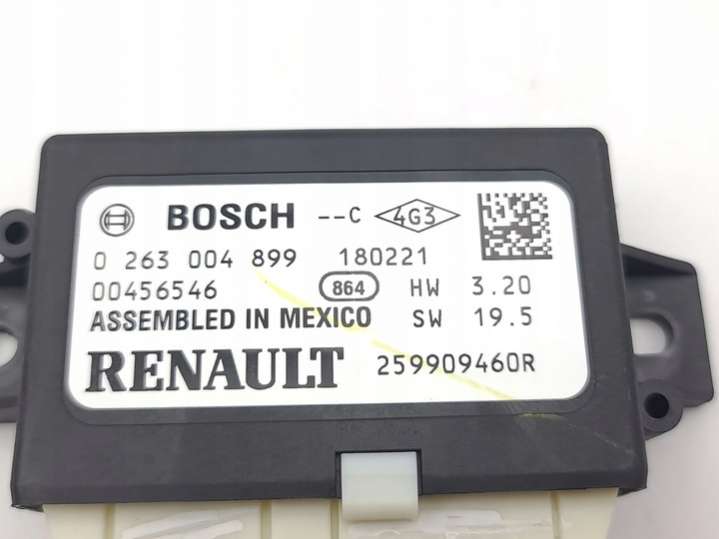 BOSCH --C 4G3
0 263 004 899 180221
00456546 864 HW 3.20
ASSEMBLED IN MEXICO SW 19.5
RENAULT 259909460R